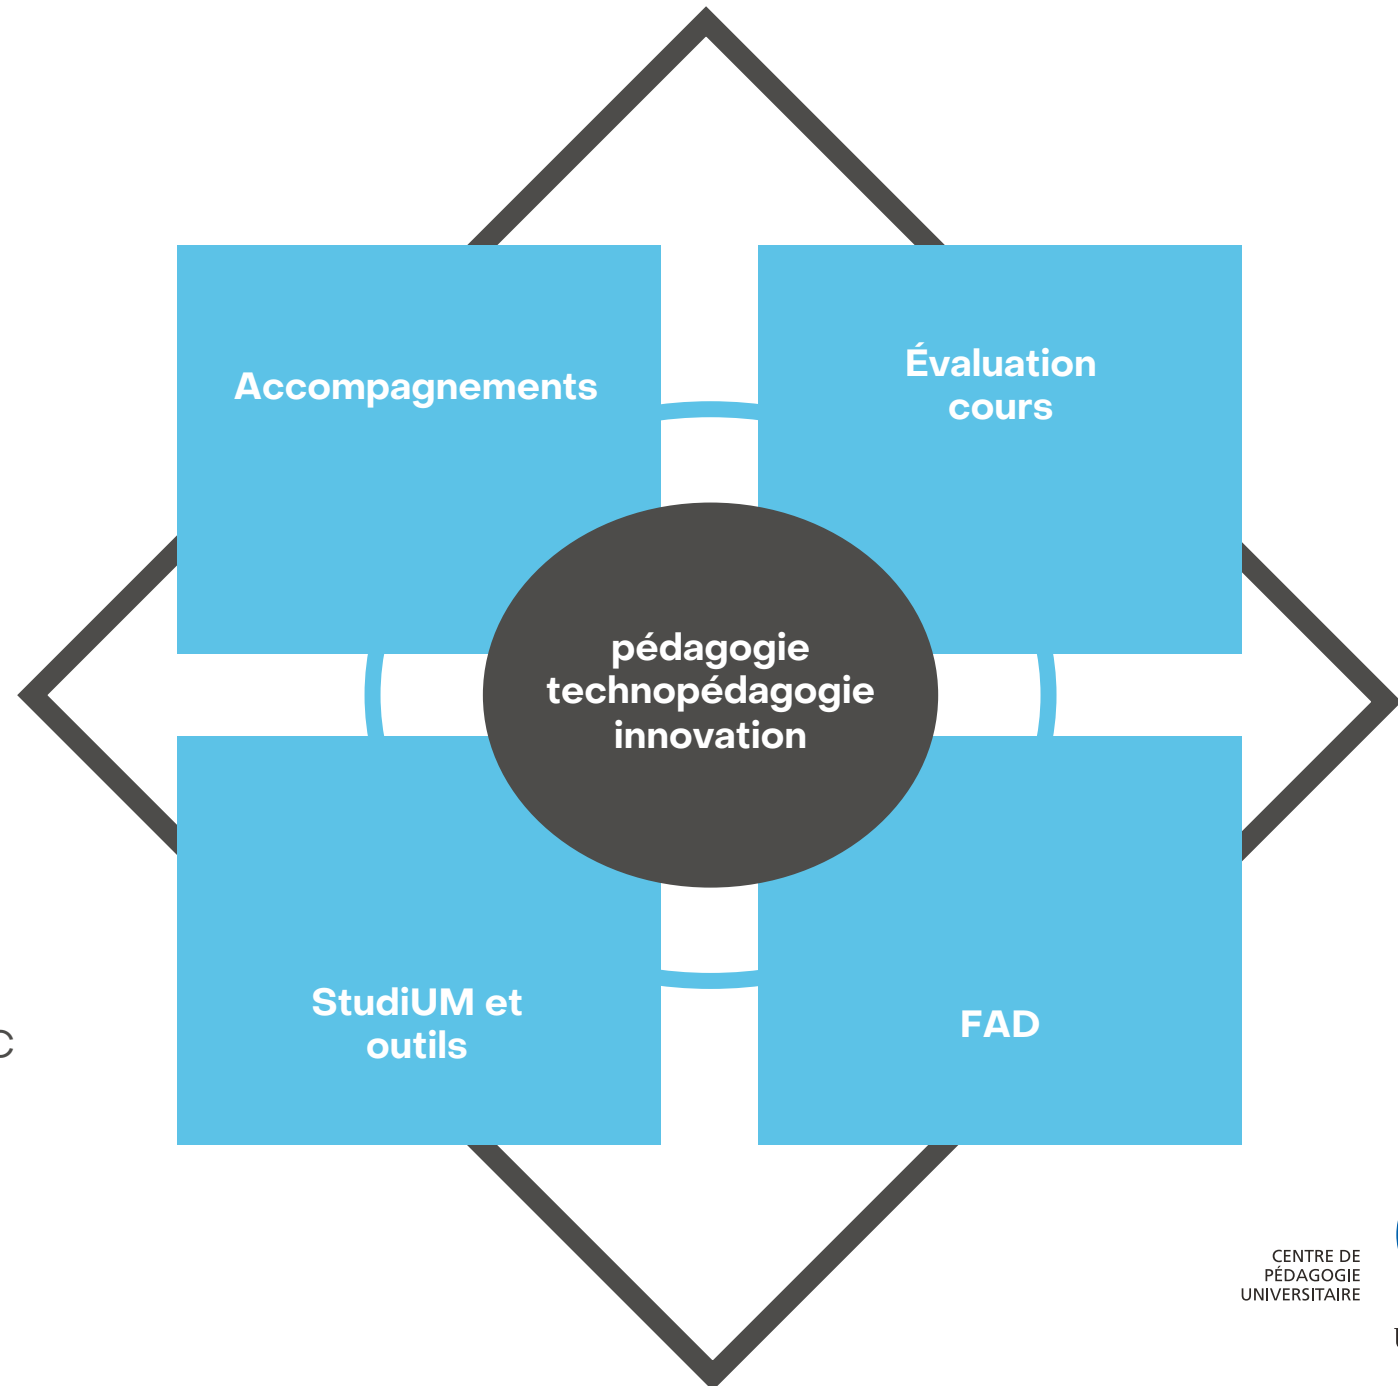 Accompagnements
Évaluation
cours
pédagogie
technopédagogie
innovation
StudiUM et
outils
FAD
CENTRE DE
PÉDAGOGIE
UNIVERSITAIRE